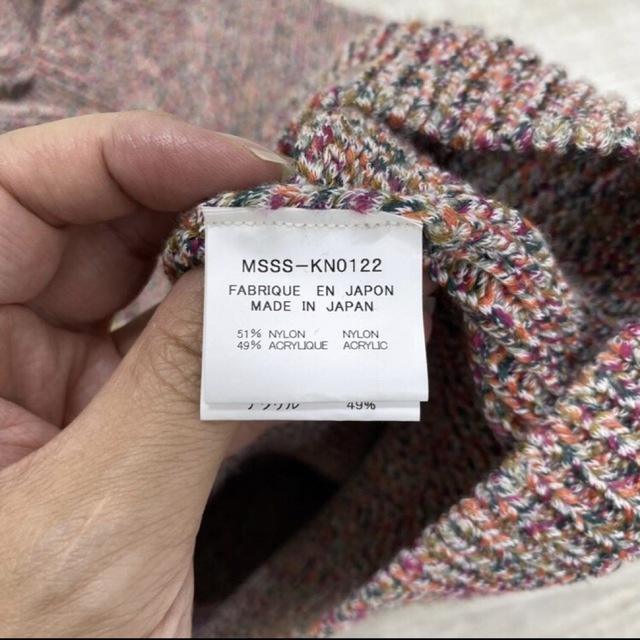 MSSS-KN0122
FABRIQUE EN JAPON
MADE IN JAPAN
51% NYLON NYLON
49% ACRYLIQUE ACRYLIC
アクリル 49%